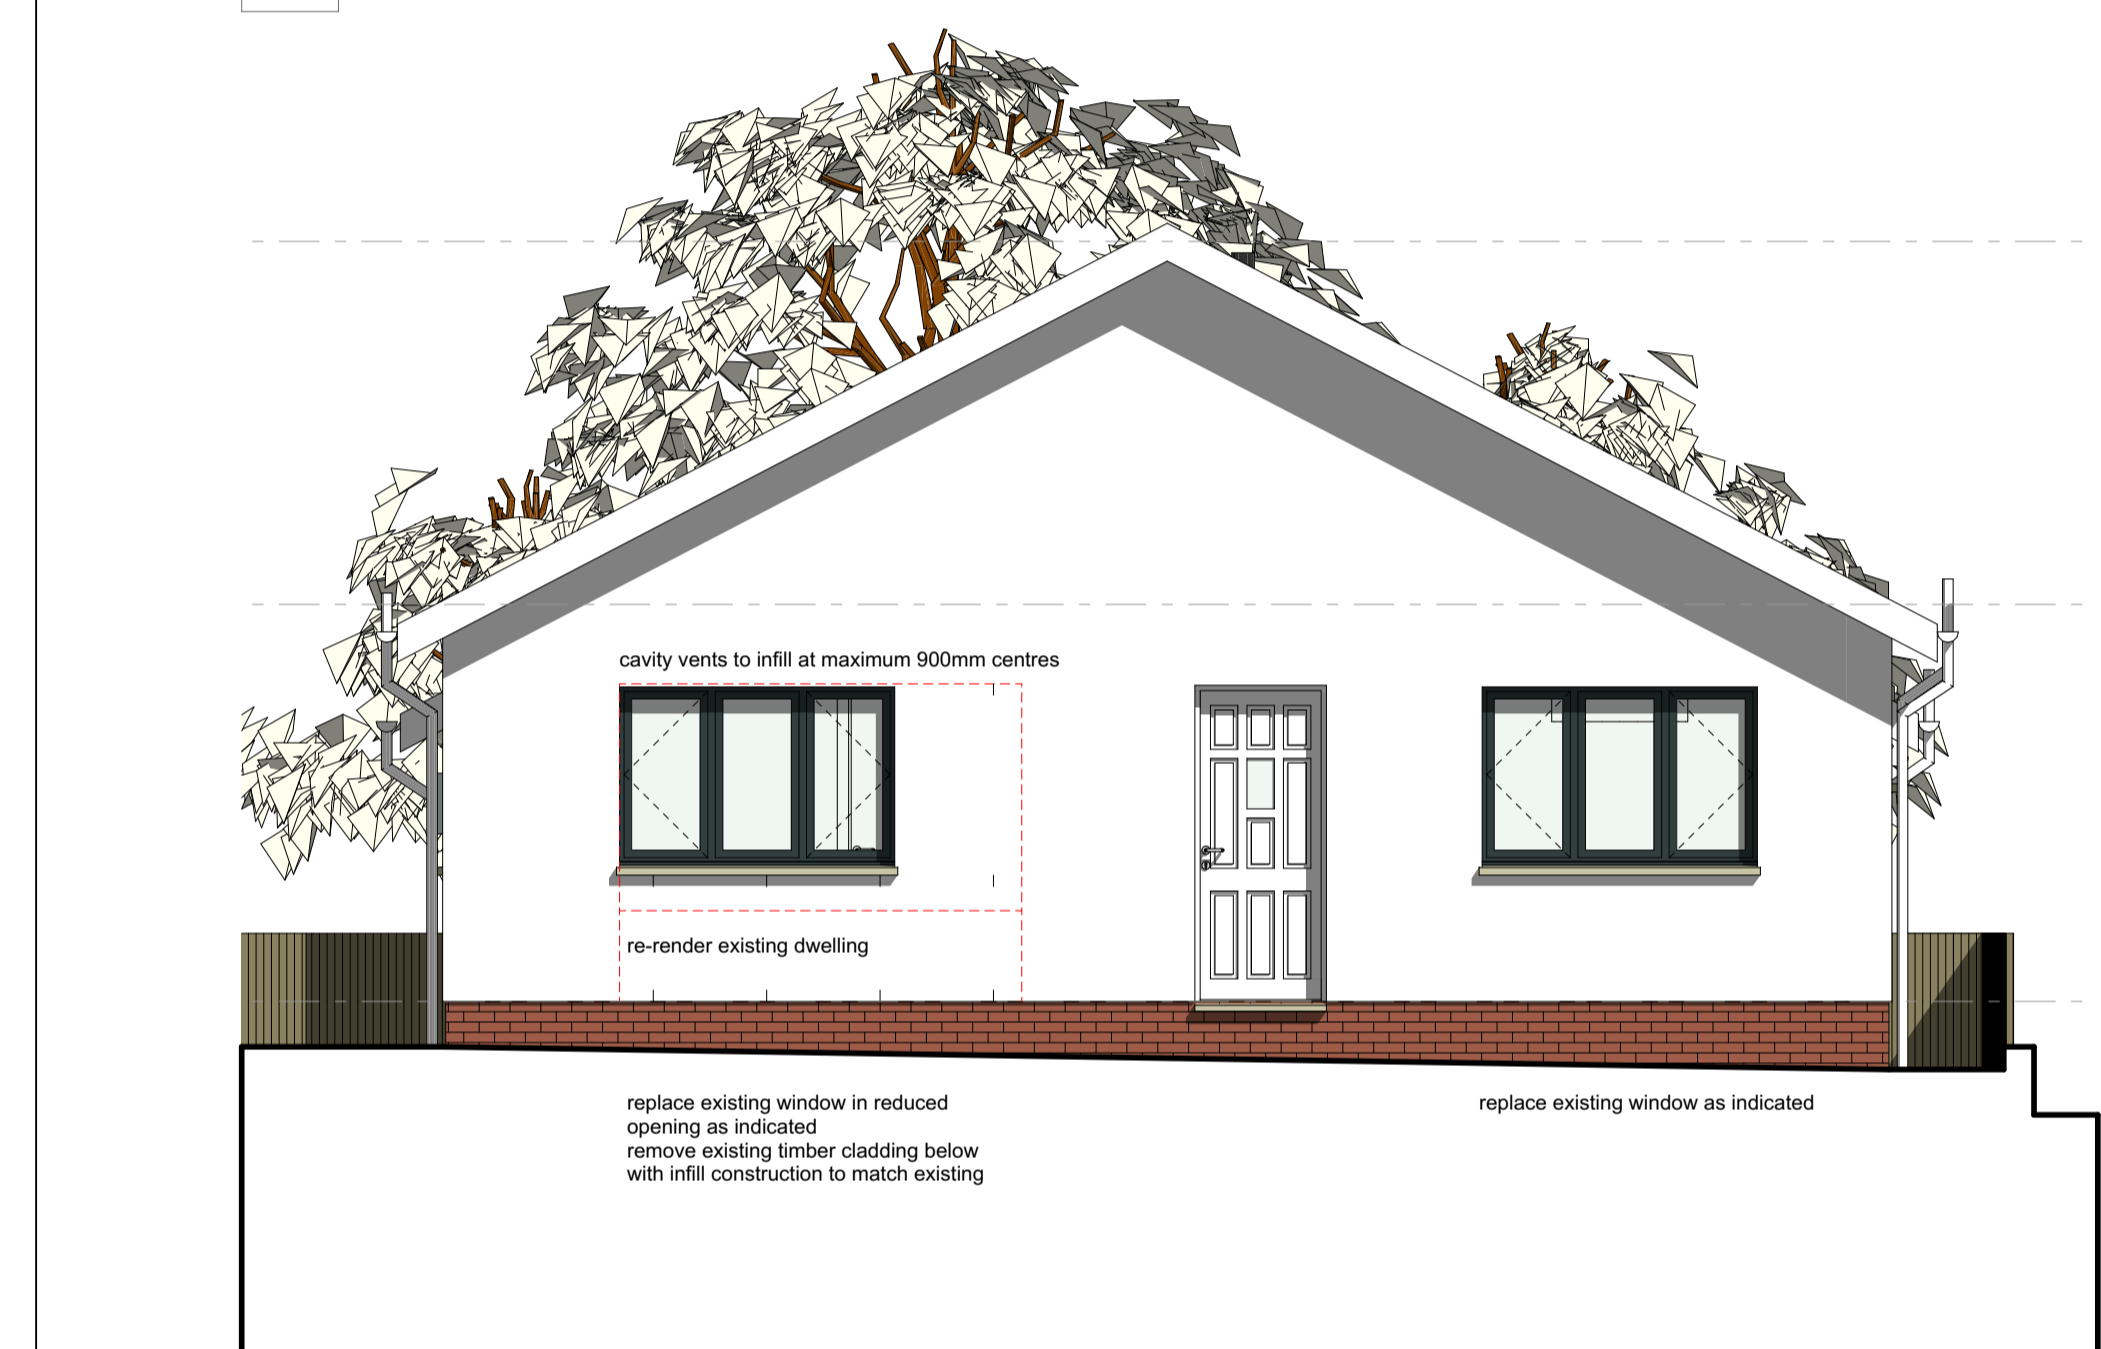 cavity vents to infill at maximum 900mm centres
re-render existing dwelling
replace existing window in reduced
opening as indicated
remove existing timber cladding below
with infill construction to match existing
replace existing window as indicated